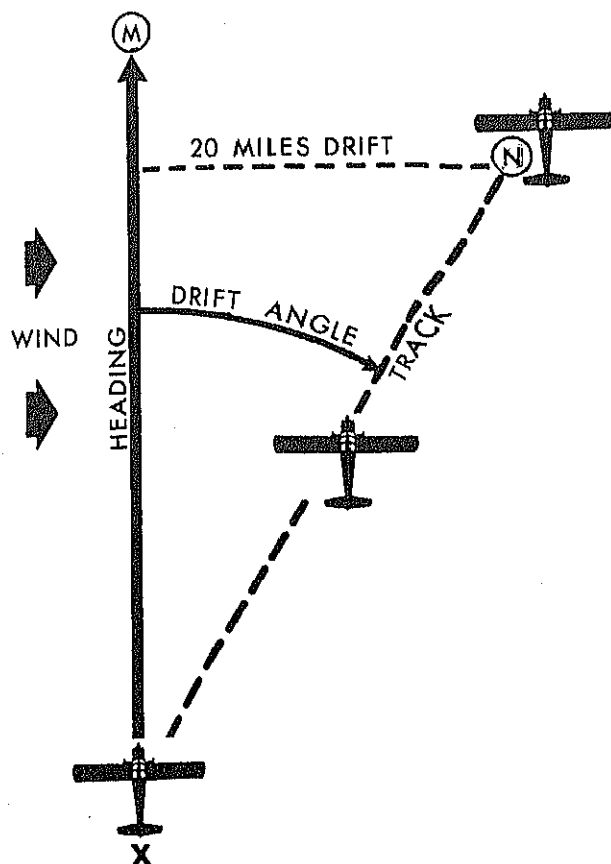 M
20 MILES DRIFT
N
DRIFT ANGLE
WIND
HEADING
TRACK
X